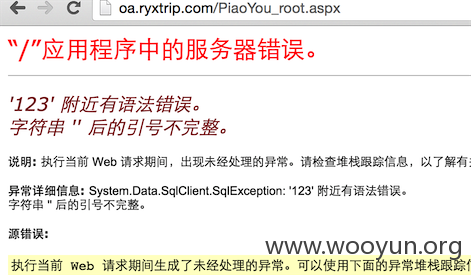 oa.ryxtrip.com/PiaoYou_root.aspx
“/”应用程序中的服务器错误。
'123' 附近有语法错误。
字符串 '' 后的引号不完整。
说明: 执行当前 Web 请求期间，出现未经处理的异常。请检查堆栈跟踪信息，以了解有
异常详细信息: System.Data.SqlClient.SqlException: '123' 附近有语法错误。
字符串 '' 后的引号不完整。
源错误:
www.wooyun.org
执行当前 Web 请求期间生成了未经处理的异常。可以使用下面的异常堆栈跟踪